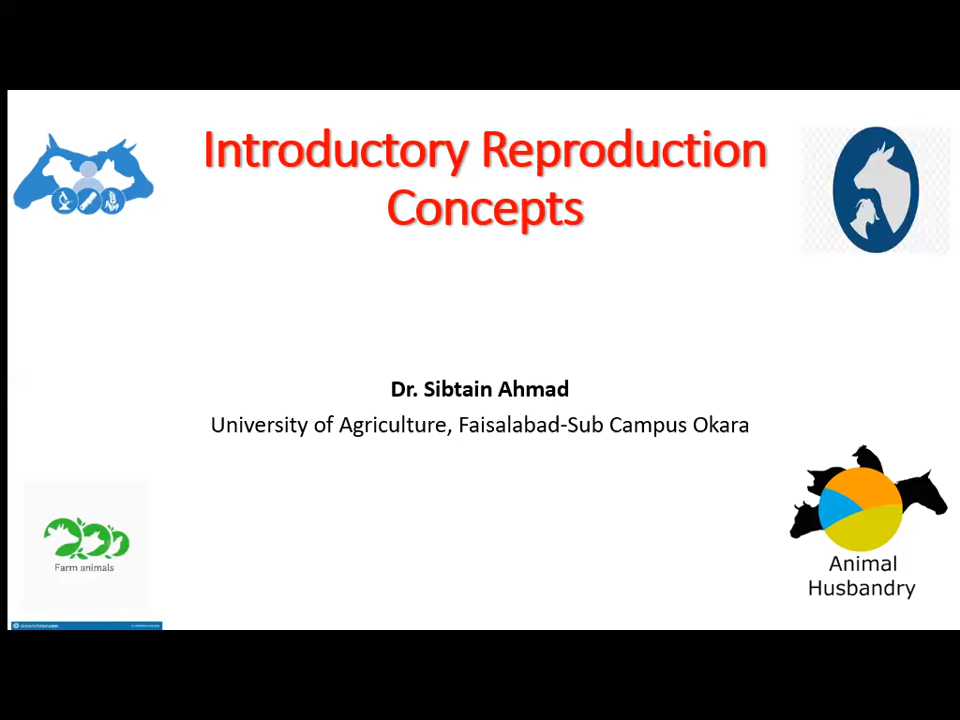 Introductory Reproduction
Concepts
Dr. Sibtain Ahmad
University of Agriculture, Faisalabad-Sub Campus Okara
Farm animals
Animal
Husbandry